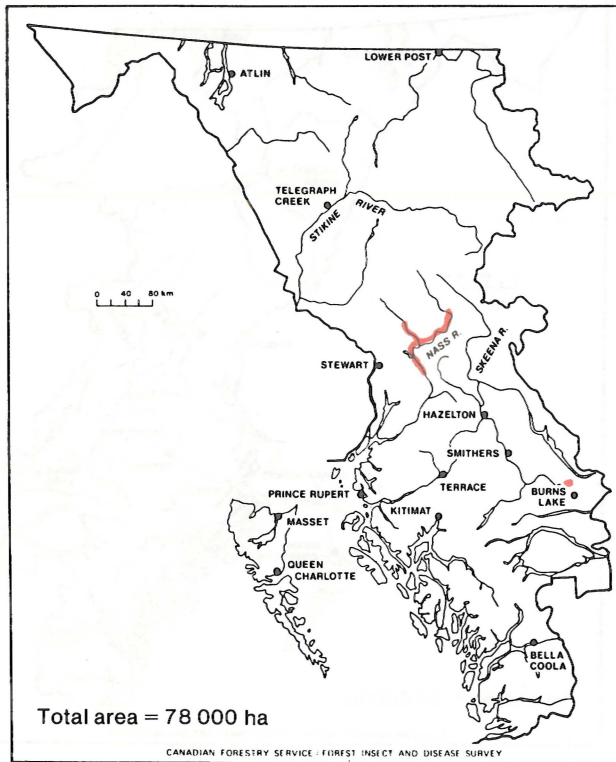 LOWER POST
ATLIN
TELEGRAPH
CREEK
STIKINE
RIVER
0 40 80 km
NASS R.
SKEENA R.
STEWART
HAZELTON
SMITHERS
TERRACE
PRINCE RUPERT
BURNS
LAKE
KITIMAT
MASSET
QUEEN
CHARLOTTE
BELLA
COOLA
Total area = 78 000 ha
CANADIAN FORESTRY SERVICE : FOREST INSECT AND DISEASE SURVEY